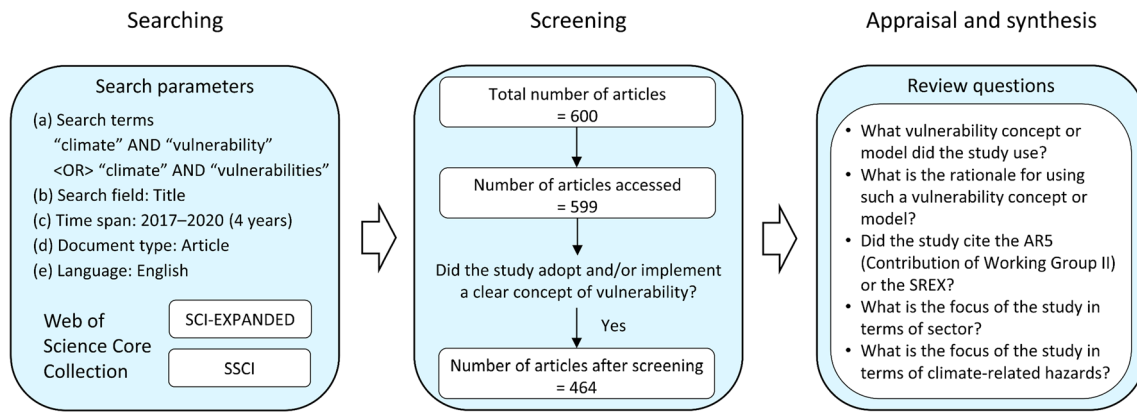 Searching
Search parameters
(a) Search terms
“climate” AND “vulnerability”
<OR> “climate” AND “vulnerabilities”
(b) Search field: Title
(c) Time span: 2017–2020 (4 years)
(d) Document type: Article
(e) Language: English
Web of
Science Core
Collection
SCI-EXPANDED
SSCI
Screening
Total number of articles
= 600
Number of articles accessed
= 599
Did the study adopt and/or implement
a clear concept of vulnerability?
Yes
Number of articles after screening
= 464
Appraisal and synthesis
Review questions
• What vulnerability concept or
model did the study use?
• What is the rationale for using
such a vulnerability concept or
model?
• Did the study cite the AR5
(Contribution of Working Group II)
or the SREX?
• What is the focus of the study in
terms of sector?
• What is the focus of the study in
terms of climate-related hazards?